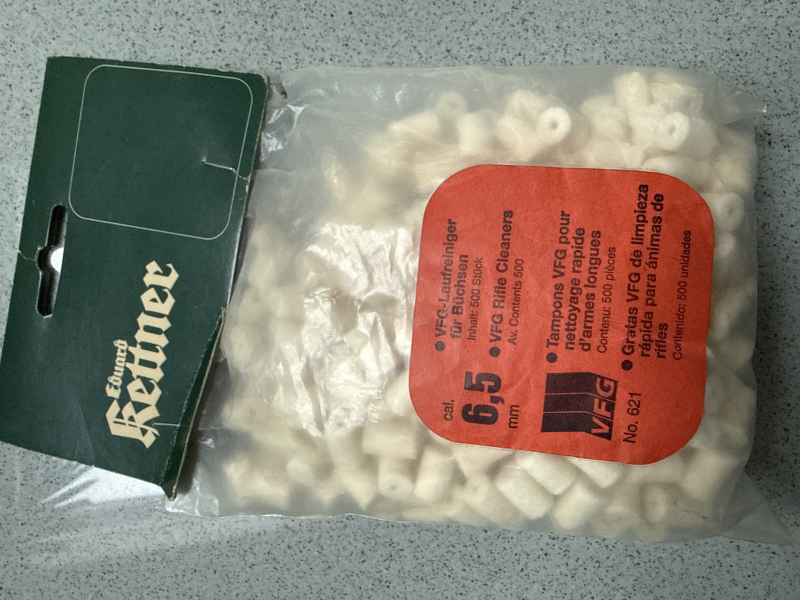 Eduard
Kettner
cal.
6,5
mm
• VFG-Laufreiniger
für Büchsen
Inhalt: 500 Stück
• VFG Rifle Cleaners
Av. Contents 500
• Tampons VFG pour
nettoyage rapide
d'armes longues
Contenu: 500 pièces
• Gratas VFG de limpieza
rápida para ánimas de
rifles
Contenido: 500 unidades
VFG
No. 621